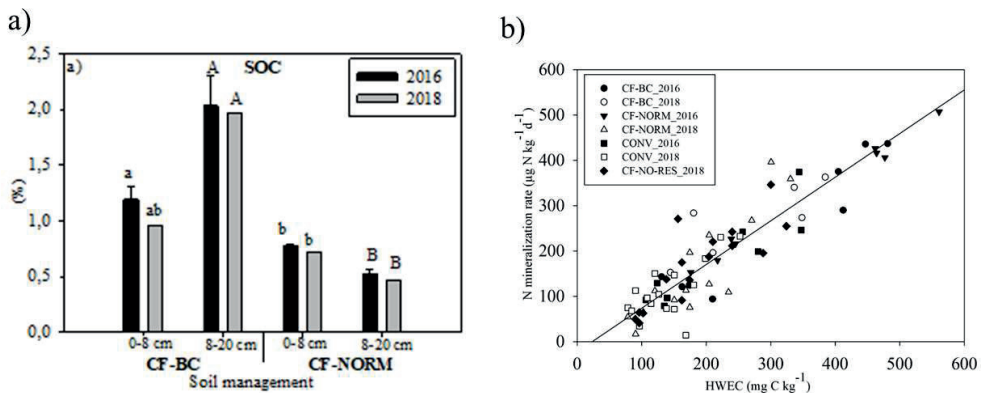 a)
a)
SOC
2016
2018
2,5
2,0
1,5
1,0
0,5
0,0
(%)
a
ab
A
A
b
b
B
B
0-8 cm
8-20 cm
0-8 cm
8-20 cm
CF-BC
CF-NORM
Soil management
b)
600
500
400
300
200
100
0
N mineralization rate (µg N kg⁻¹d⁻¹)
CF-BC_2016
CF-BC_2018
CF-NORM_2016
CF-NORM_2018
CONV_2016
CONV_2018
CF-NO-RES_2018
0 100 200 300 400 500 600
HWEC (mg C kg⁻¹)